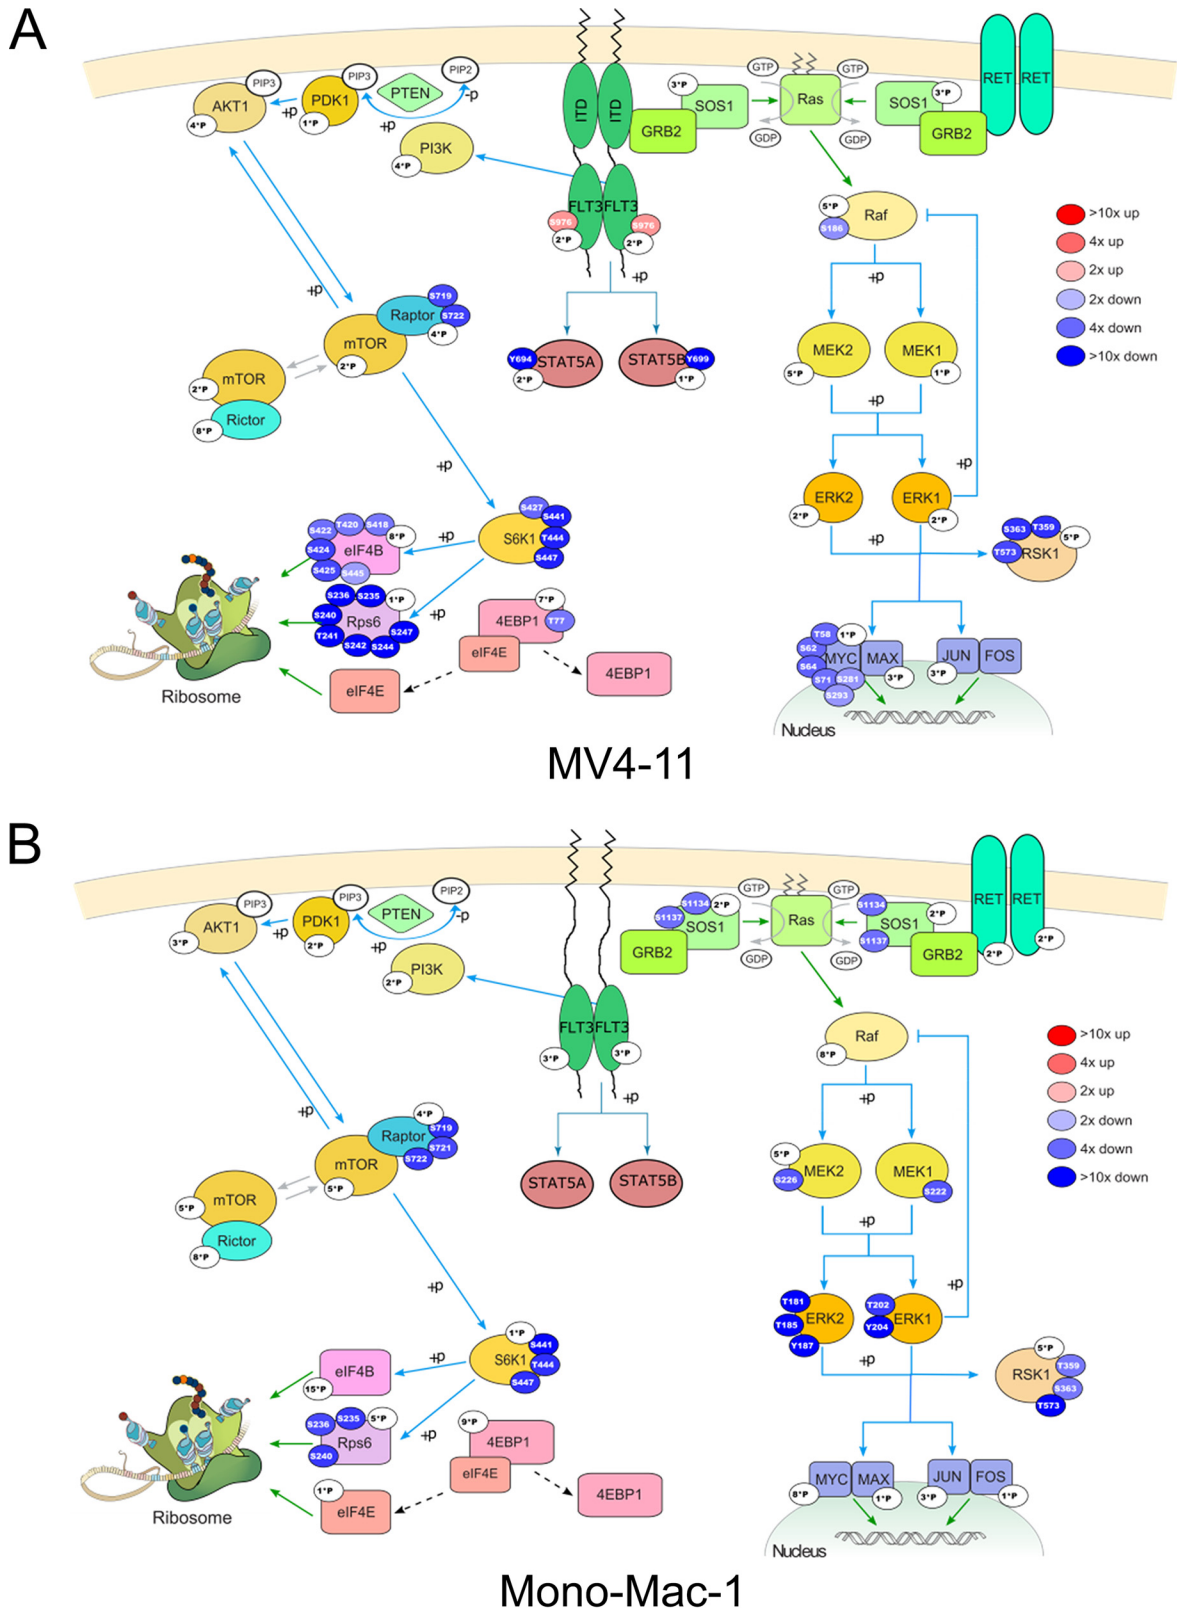 A
PIP3
AKT1
4*P
+p
PIP3
PDK1
1*P
PTEN
+p
PIP2
-p
PI3K
4*P
ITD
ITD
FLT3
FLT3
S976
2*P
S976
2*P
+p
3*P
SOS1
GRB2
GTP
GDP
Ras
GTP
GDP
3*P
SOS1
GRB2
RET
RET
5*P
Raf
S186
+p
>10x up
4x up
2x up
2x down
4x down
>10x down
+p
Raptor
S719
S722
4*P
mTOR
2*P
mTOR
2*P
Rictor
8*P
Y694
STAT5A
2*P
STAT5B
Y699
1*P
MEK2
5*P
MEK1
1*P
+p
+p
ERK2
2*P
ERK1
2*P
+p
+p
S363
T359
5*P
T573
RSK1
S427
S441
S6K1
T444
S447
+p
S422
T420
S418
8*P
S424
eIF4B
S425
S445
+p
S236
S235
1*P
S240
Rps6
S247
T241
S242
S244
7*P
4EBP1
T77
eIF4E
4EBP1
eIF4E
Ribosome
T58
1*P
S62
MYC
MAX
S64
S71
S281
3*P
S293
JUN
FOS
3*P
Nucleus
MV4-11
B
PIP3
AKT1
3*P
+p
PIP3
PDK1
2*P
PTEN
+p
PIP2
-p
PI3K
2*P
FLT3
FLT3
3*P
3*P
+p
S1134
2*P
S1137
SOS1
GRB2
GTP
GDP
Ras
GTP
GDP
S1134
2*P
SOS1
S1137
GRB2
RET
RET
2*P
2*P
Raf
8*P
+p
>10x up
4x up
2x up
2x down
4x down
>10x down
+p
4*P
Raptor
S719
S721
S722
mTOR
5*P
mTOR
5*P
Rictor
8*P
STAT5A
STAT5B
5*P
MEK2
S226
MEK1
S222
+p
+p
T181
ERK2
T185
Y187
T202
ERK1
Y204
+p
+p
5*P
RSK1
T359
S363
T573
1*P
S441
S6K1
T444
S447
+p
eIF4B
15*P
+p
S236
S235
5*P
Rps6
S240
9*P
4EBP1
eIF4E
4EBP1
1*P
eIF4E
Ribosome
MYC
MAX
8*P
1*P
JUN
FOS
3*P
1*P
Nucleus
Mono-Mac-1